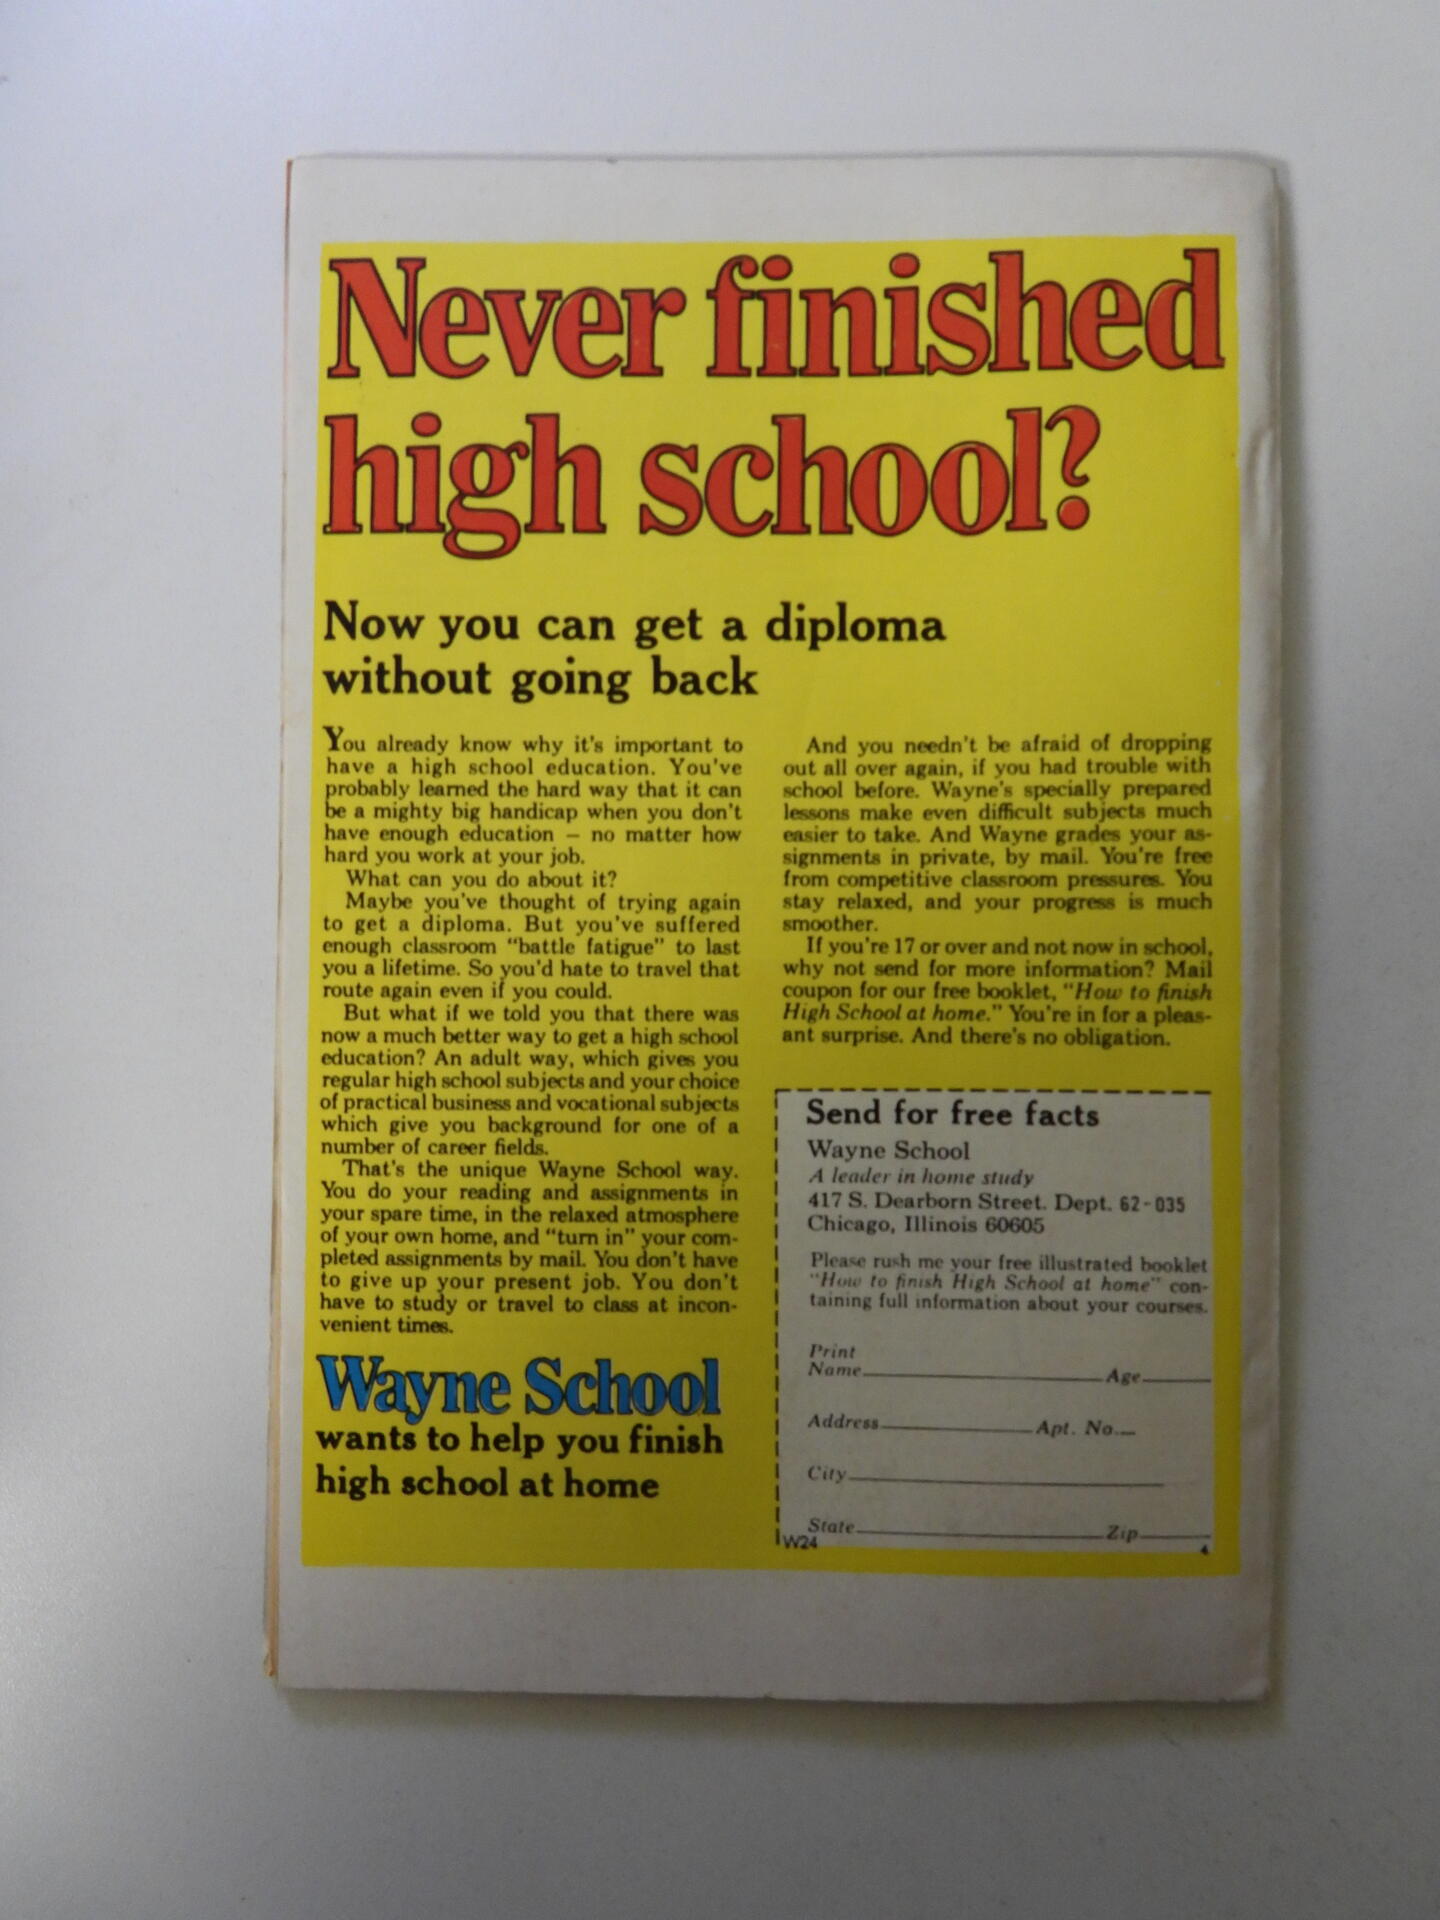 Never finished
high school?
Now you can get a diploma
without going back
You already know why it's important to
have a high school education. You've
probably learned the hard way that it can
be a mighty big handicap when you don't
have enough education — no matter how
hard you work at your job.
What can you do about it?
Maybe you've thought of trying again
to get a diploma. But you've suffered
enough classroom "battle fatigue" to last
you a lifetime. So you'd hate to travel that
route again even if you could.
But what if we told you that there was
now a much better way to get a high school
education? An adult way, which gives you
regular high school subjects and your choice
of practical business and vocational subjects
which give you background for one of a
number of career fields.
That's the unique Wayne School way.
You do your reading and assignments in
your spare time, in the relaxed atmosphere
of your own home, and "turn in" your com-
pleted assignments by mail. You don't have
to give up your present job. You don't
have to study or travel to class at incon-
venient times.
Wayne School
wants to help you finish
high school at home
And you needn't be afraid of dropping
out all over again, if you had trouble with
school before. Wayne's specially prepared
lessons make even difficult subjects much
easier to take. And Wayne grades your as-
signments in private, by mail. You're free
from competitive classroom pressures. You
stay relaxed, and your progress is much
smoother.
If you're 17 or over and not now in school,
why not send for more information? Mail
coupon for our free booklet, "How to finish
High School at home." You're in for a pleas-
ant surprise. And there's no obligation.
Send for free facts
Wayne School
A leader in home study
417 S. Dearborn Street. Dept. 62-035
Chicago, Illinois 60605
Please rush me your free illustrated booklet
"How to finish High School at home" con-
taining full information about your courses.
Print
Name Age
Address Apt. No.
City
State Zip
W24 4